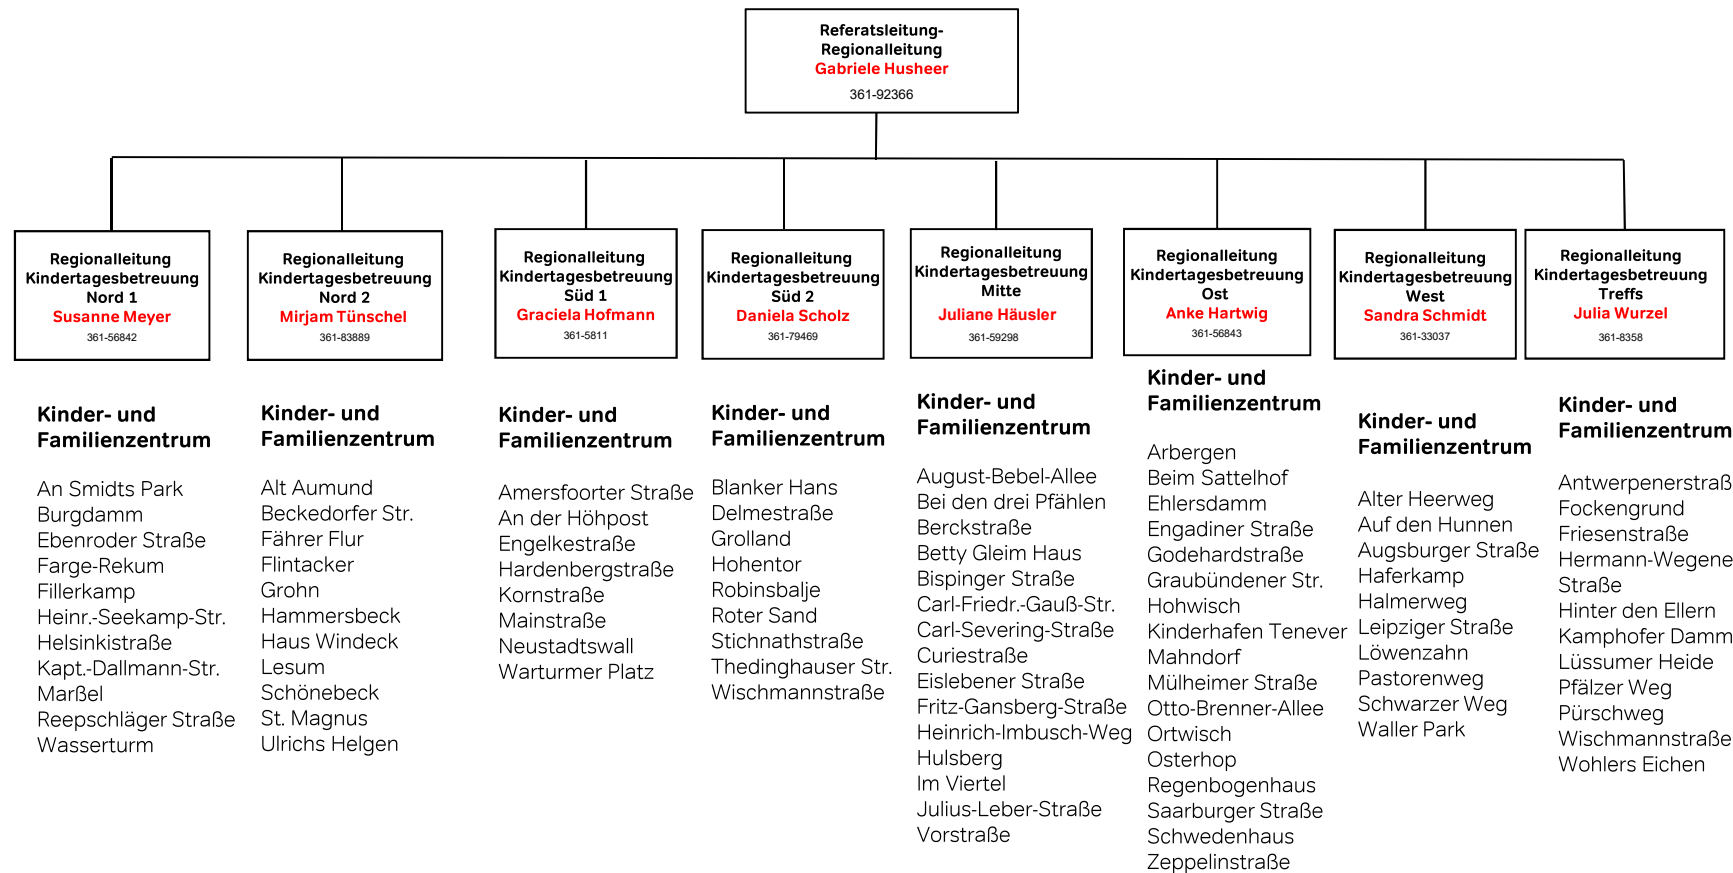 Referatsleitung-
Regionalleitung
Gabriele Husheer
361-92366
Regionalleitung
Kindertagesbetreuung
Nord 1
Susanne Meyer
361-56842
Regionalleitung
Kindertagesbetreuung
Nord 2
Mirjam Tünschel
361-83889
Regionalleitung
Kindertagesbetreuung
Süd 1
Graciela Hofmann
361-5811
Regionalleitung
Kindertagesbetreuung
Süd 2
Daniela Scholz
361-79469
Regionalleitung
Kindertagesbetreuung
Mitte
Juliane Häusler
361-59298
Regionalleitung
Kindertagesbetreuung
Ost
Anke Hartwig
361-56843
Regionalleitung
Kindertagesbetreuung
West
Sandra Schmidt
361-33037
Regionalleitung
Kindertagesbetreuung
Treffs
Julia Wurzel
361-8358
Kinder- und
Familienzentrum
An Smidts Park
Burgdamm
Ebenroder Straße
Farge-Rekum
Fillerkamp
Heinr.-Seekamp-Str.
Helsinkistraße
Kapt.-Dallmann-Str.
Marßel
Reepschläger Straße
Wasserturm
Kinder- und
Familienzentrum
Alt Aumund
Beckedorfer Str.
Fährer Flur
Flintacker
Grohn
Hammersbeck
Haus Windeck
Lesum
Schönebeck
St. Magnus
Ulrichs Helgen
Kinder- und
Familienzentrum
Amersfoorter Straße
An der Höhpost
Engelkestraße
Hardenbergstraße
Kornstraße
Mainstraße
Neustadtswall
Warturmer Platz
Kinder- und
Familienzentrum
Blanker Hans
Delmestraße
Grolland
Hohentor
Robinsbalje
Roter Sand
Stichnathstraße
Thedinghauser Str.
Wischmannstraße
Kinder- und
Familienzentrum
August-Bebel-Allee
Bei den drei Pfählen
Berckstraße
Betty Gleim Haus
Bispinger Straße
Carl-Friedr.-Gauß-Str.
Carl-Severing-Straße
Curiestraße
Eislebener Straße
Fritz-Gansberg-Straße
Heinrich-Imbusch-Weg
Hulsberg
Im Viertel
Julius-Leber-Straße
Vorstraße
Kinder- und
Familienzentrum
Arbergen
Beim Sattelhof
Ehlersdamm
Engadiner Straße
Godehardstraße
Graubündener Str.
Hohwisch
Kinderhafen Tenever
Mahndorf
Mülheimer Straße
Otto-Brenner-Allee
Ortwisch
Osterhop
Regenbogenhaus
Saarburger Straße
Schwedenhaus
Zeppelinstraße
Kinder- und
Familienzentrum
Alter Heerweg
Auf den Hunnen
Augsburger Straße
Haferkamp
Halmerweg
Leipziger Straße
Löwenzahn
Pastorenweg
Schwarzer Weg
Waller Park
Kinder- und
Familienzentrum
Antwerpenerstraß
Fockengrund
Friesenstraße
Hermann-Wegene
Straße
Hinter den Ellern
Kamphofer Damm
Lüssumer Heide
Pfälzer Weg
Pürschweg
Wischmannstraße
Wohlers Eichen